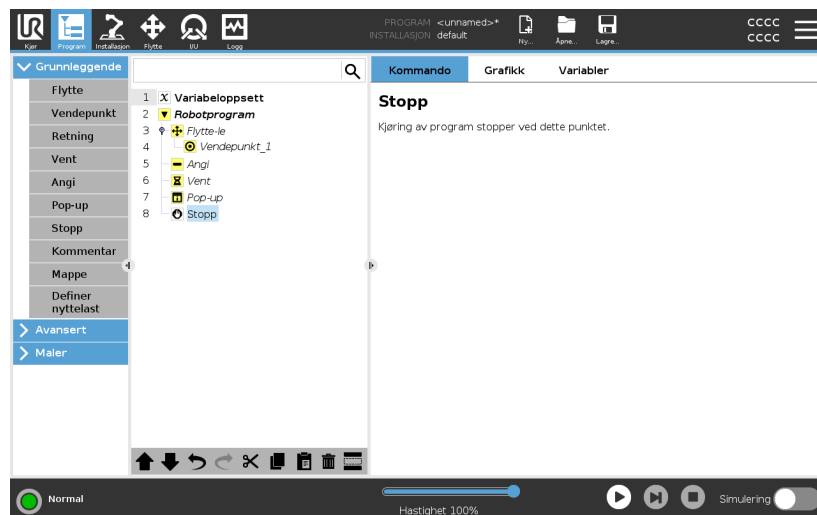 PROGRAM <unnamed>*
INSTALLASJON default
CCCC
CCCC
UR
Kjør
Program
Installasjon
Flytte
I/U
Logg
Ny...
Åpne...
Lagre...
Grunnleggende
Flytte
Vendepunkt
Retning
Vent
Angi
Pop-up
Stopp
Kommentar
Mappe
Definer
nyttelast
Avansert
Maler
1 X Variabeloppsett
2 Robotprogram
3 Flytte-le
4 Vendepunkt_1
5 Angi
6 Vent
7 Pop-up
8 Stopp
Kommando
Grafikk
Variabler
Stopp
Kjøring av program stopper ved dette punktet.
Normal
Hastighet 100%
Simulering